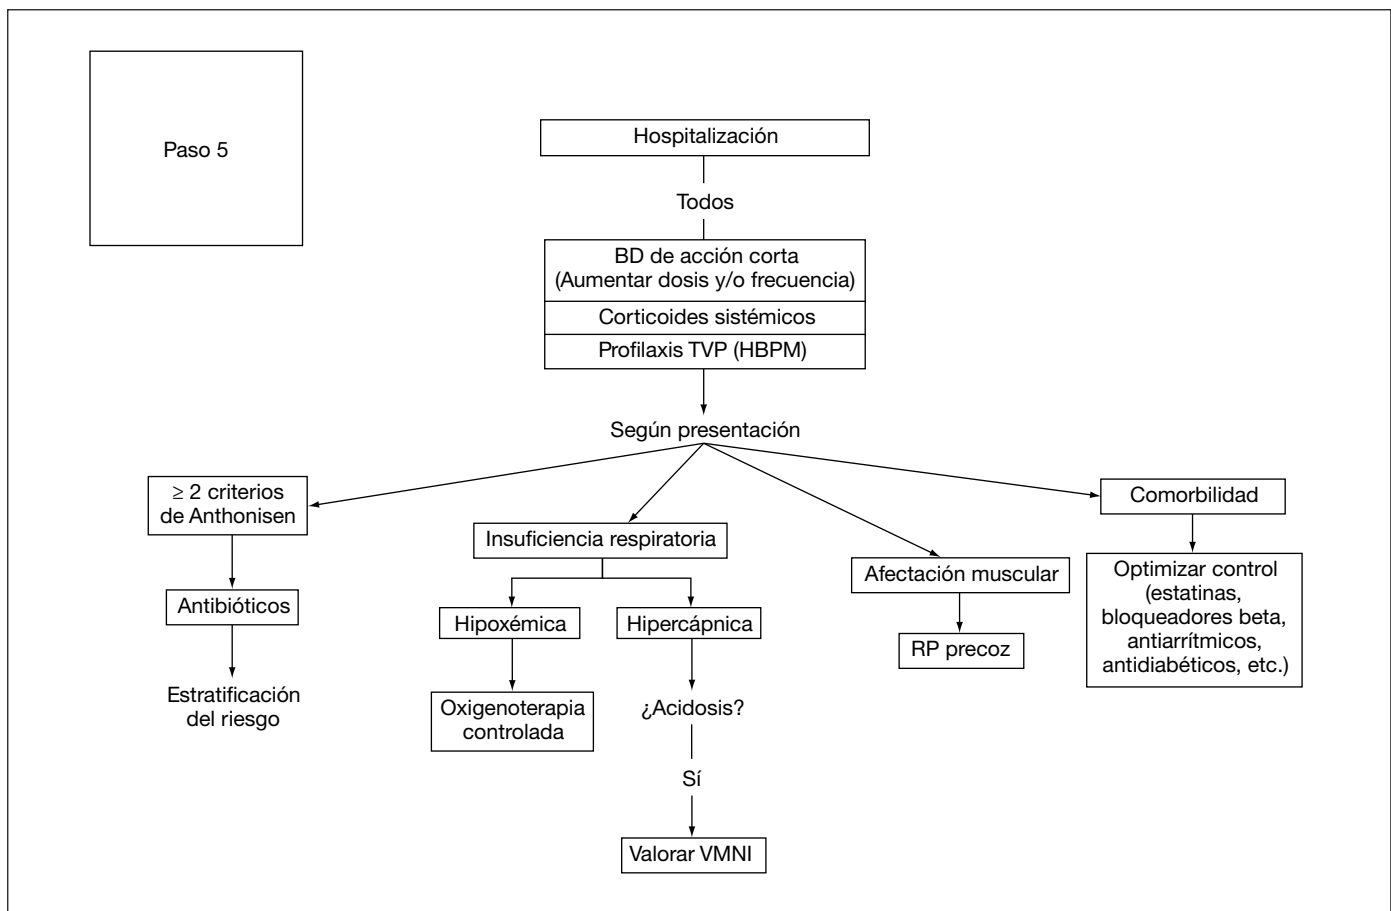 Paso 5
Hospitalización
Todos
BD de acción corta
(Aumentar dosis y/o frecuencia)
Corticoides sistémicos
Profilaxis TVP (HBPM)
Según presentación
≥ 2 criterios
de Anthonisen
Antibióticos
Estratificación
del riesgo
Insuficiencia respiratoria
Hipoxémica
Oxigenoterapia
controlada
Hipercápnica
¿Acidosis?
Sí
Valorar VMNI
Afectación muscular
RP precoz
Comorbilidad
Optimizar control
(estatinas,
bloqueadores beta,
antiarrítmicos,
antidiabéticos, etc.)